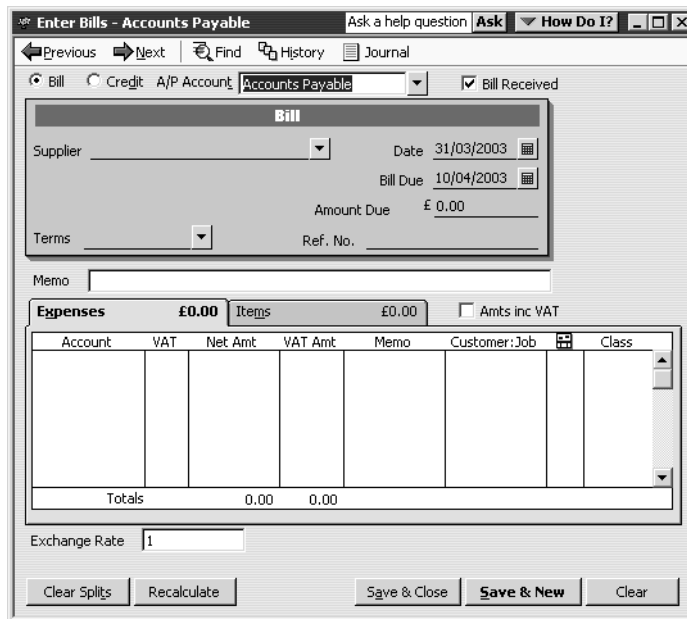 Enter Bills - Accounts Payable Ask a help question Ask How Do I?
Previous Next Find History Journal
Bill Credit A/P Account Accounts Payable Bill Received
Bill
Supplier Date 31/03/2003
Bill Due 10/04/2003
Amount Due £ 0.00
Terms Ref. No.
Memo
Expenses £0.00 Items £0.00 Amts inc VAT
Account VAT Net Amt VAT Amt Memo Customer:Job Class
Totals 0.00 0.00
Exchange Rate 1
Clear Splits Recalculate Save & Close Save & New Clear